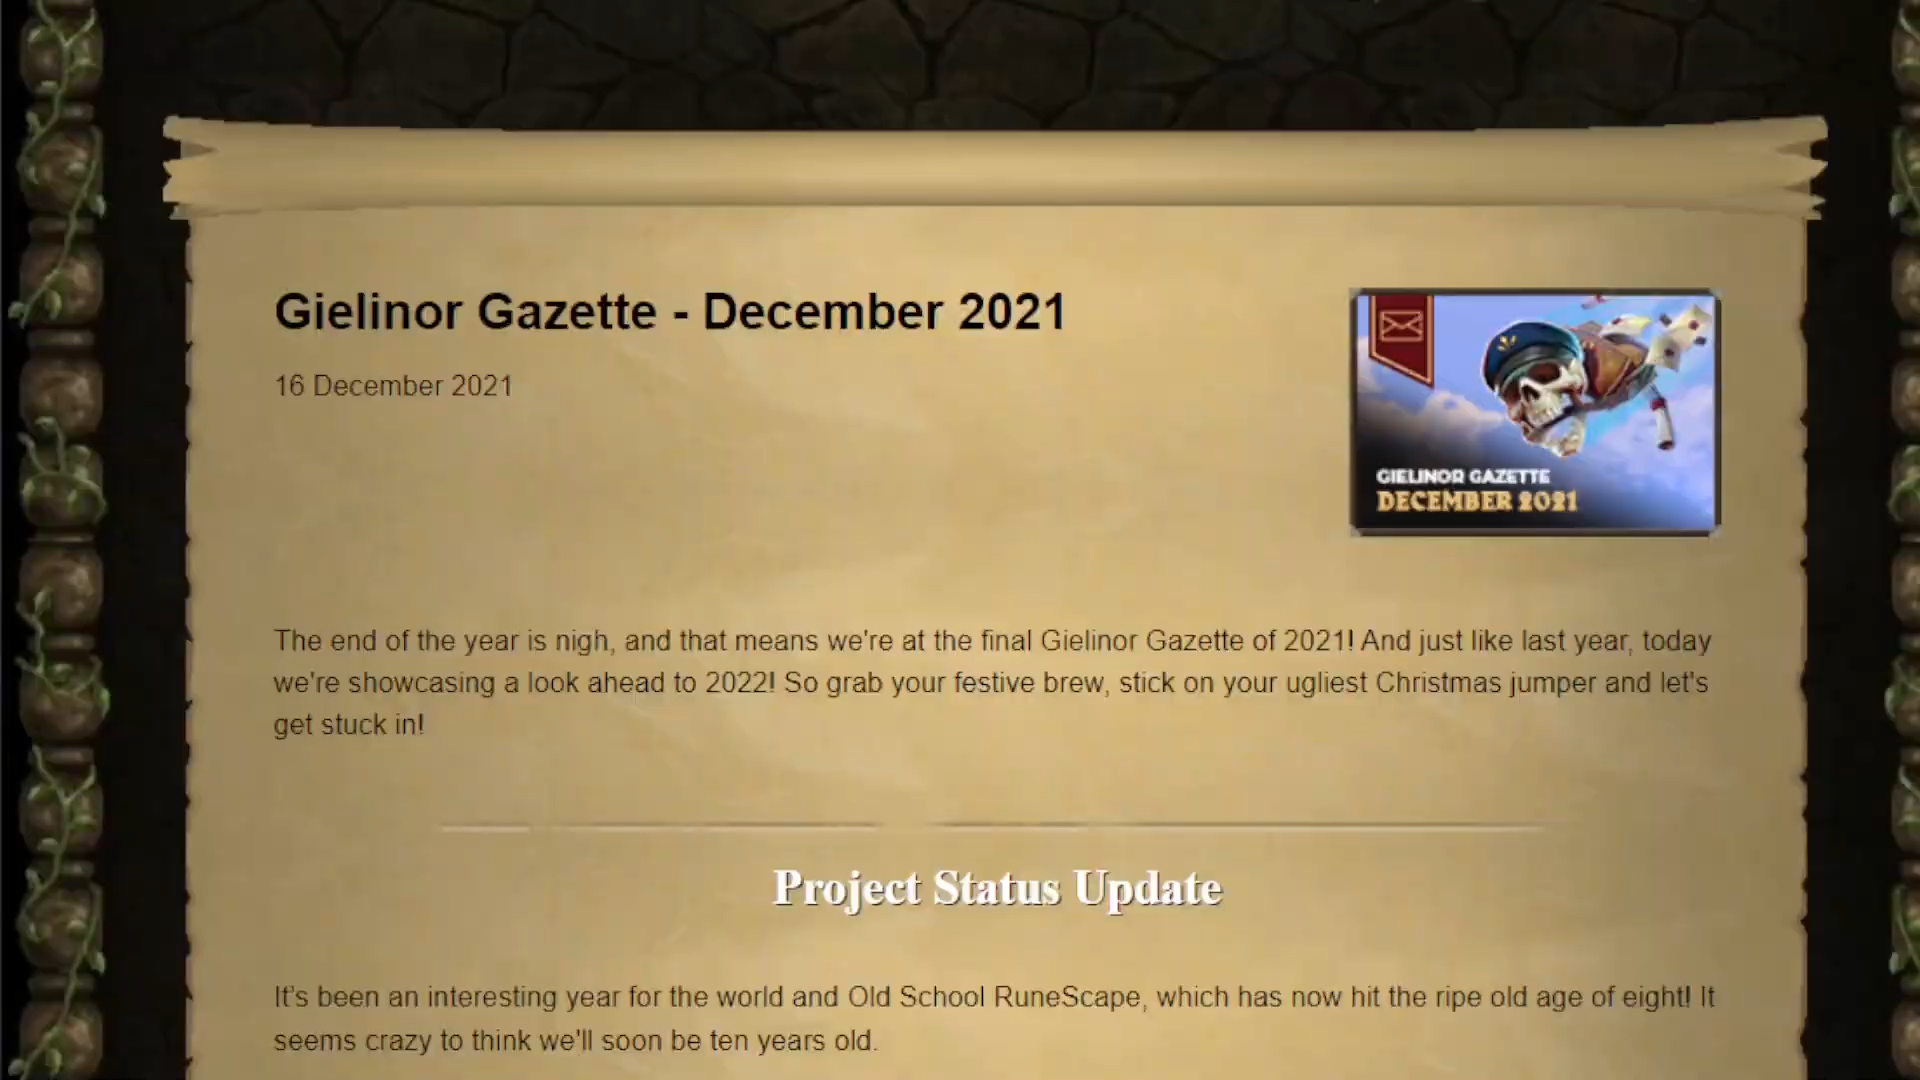 Gielinor Gazette - December 2021
16 December 2021
GIELINOR GAZETTE
DECEMBER 2021
The end of the year is nigh, and that means we're at the final Gielinor Gazette of 2021! And just like last year, today
we're showcasing a look ahead to 2022! So grab your festive brew, stick on your ugliest Christmas jumper and let's
get stuck in!
Project Status Update
It's been an interesting year for the world and Old School RuneScape, which has now hit the ripe old age of eight! It
seems crazy to think we'll soon be ten years old.